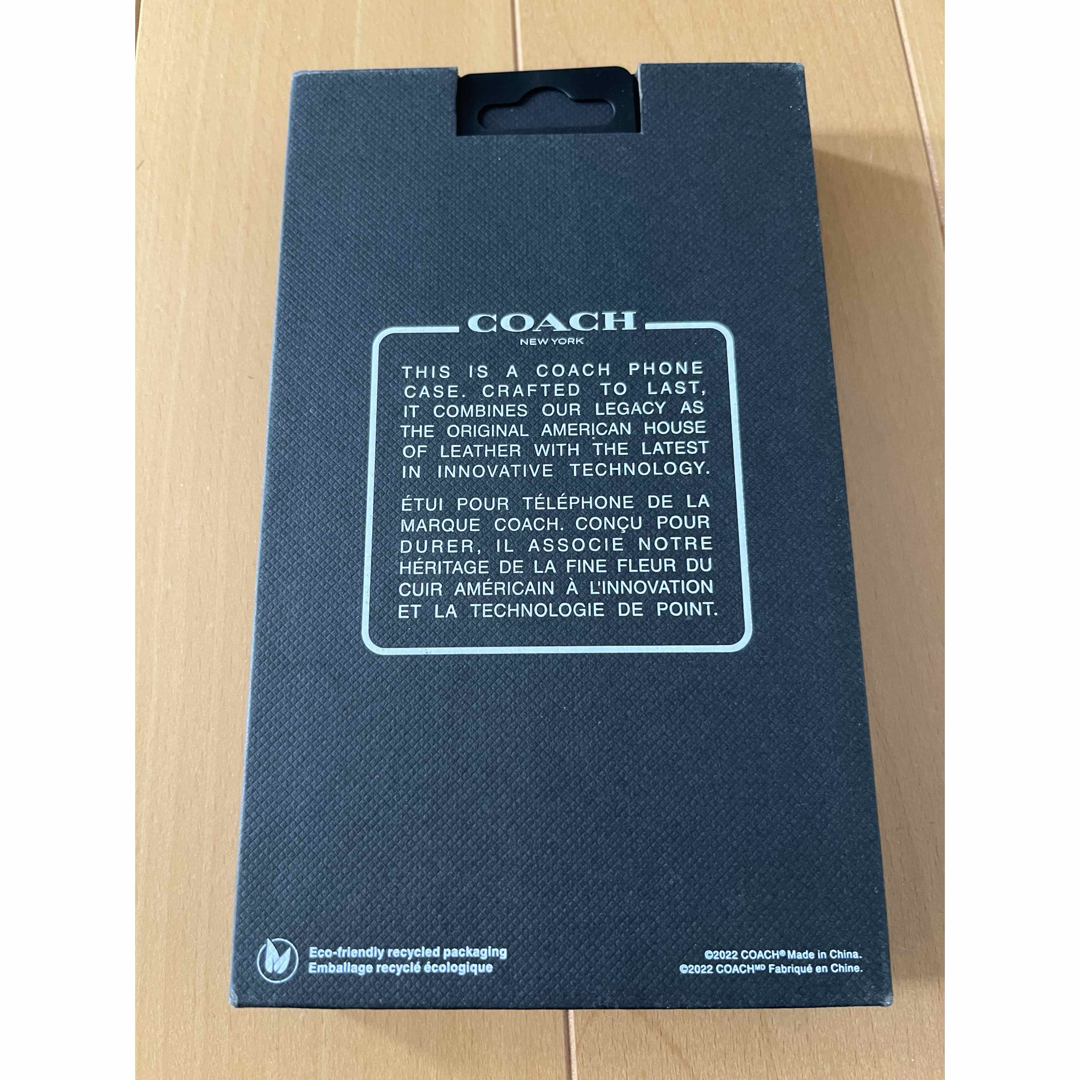 COACH
NEW YORK
THIS IS A COACH PHONE
CASE. CRAFTED TO LAST,
IT COMBINES OUR LEGACY AS
THE ORIGINAL AMERICAN HOUSE
OF LEATHER WITH THE LATEST
IN INNOVATIVE TECHNOLOGY.
ÉTUI POUR TÉLÉPHONE DE LA
MARQUE COACH. CONÇU POUR
DURER, IL ASSOCIE NOTRE
HÉRITAGE DE LA FINE FLEUR DU
CUIR AMÉRICAIN À L'INNOVATION
ET LA TECHNOLOGIE DE POINT.
Eco-friendly recycled packaging
Emballage recyclé écologique
©2022 COACH® Made in China.
©2022 COACHᴹᴰ Fabriqué en Chine.